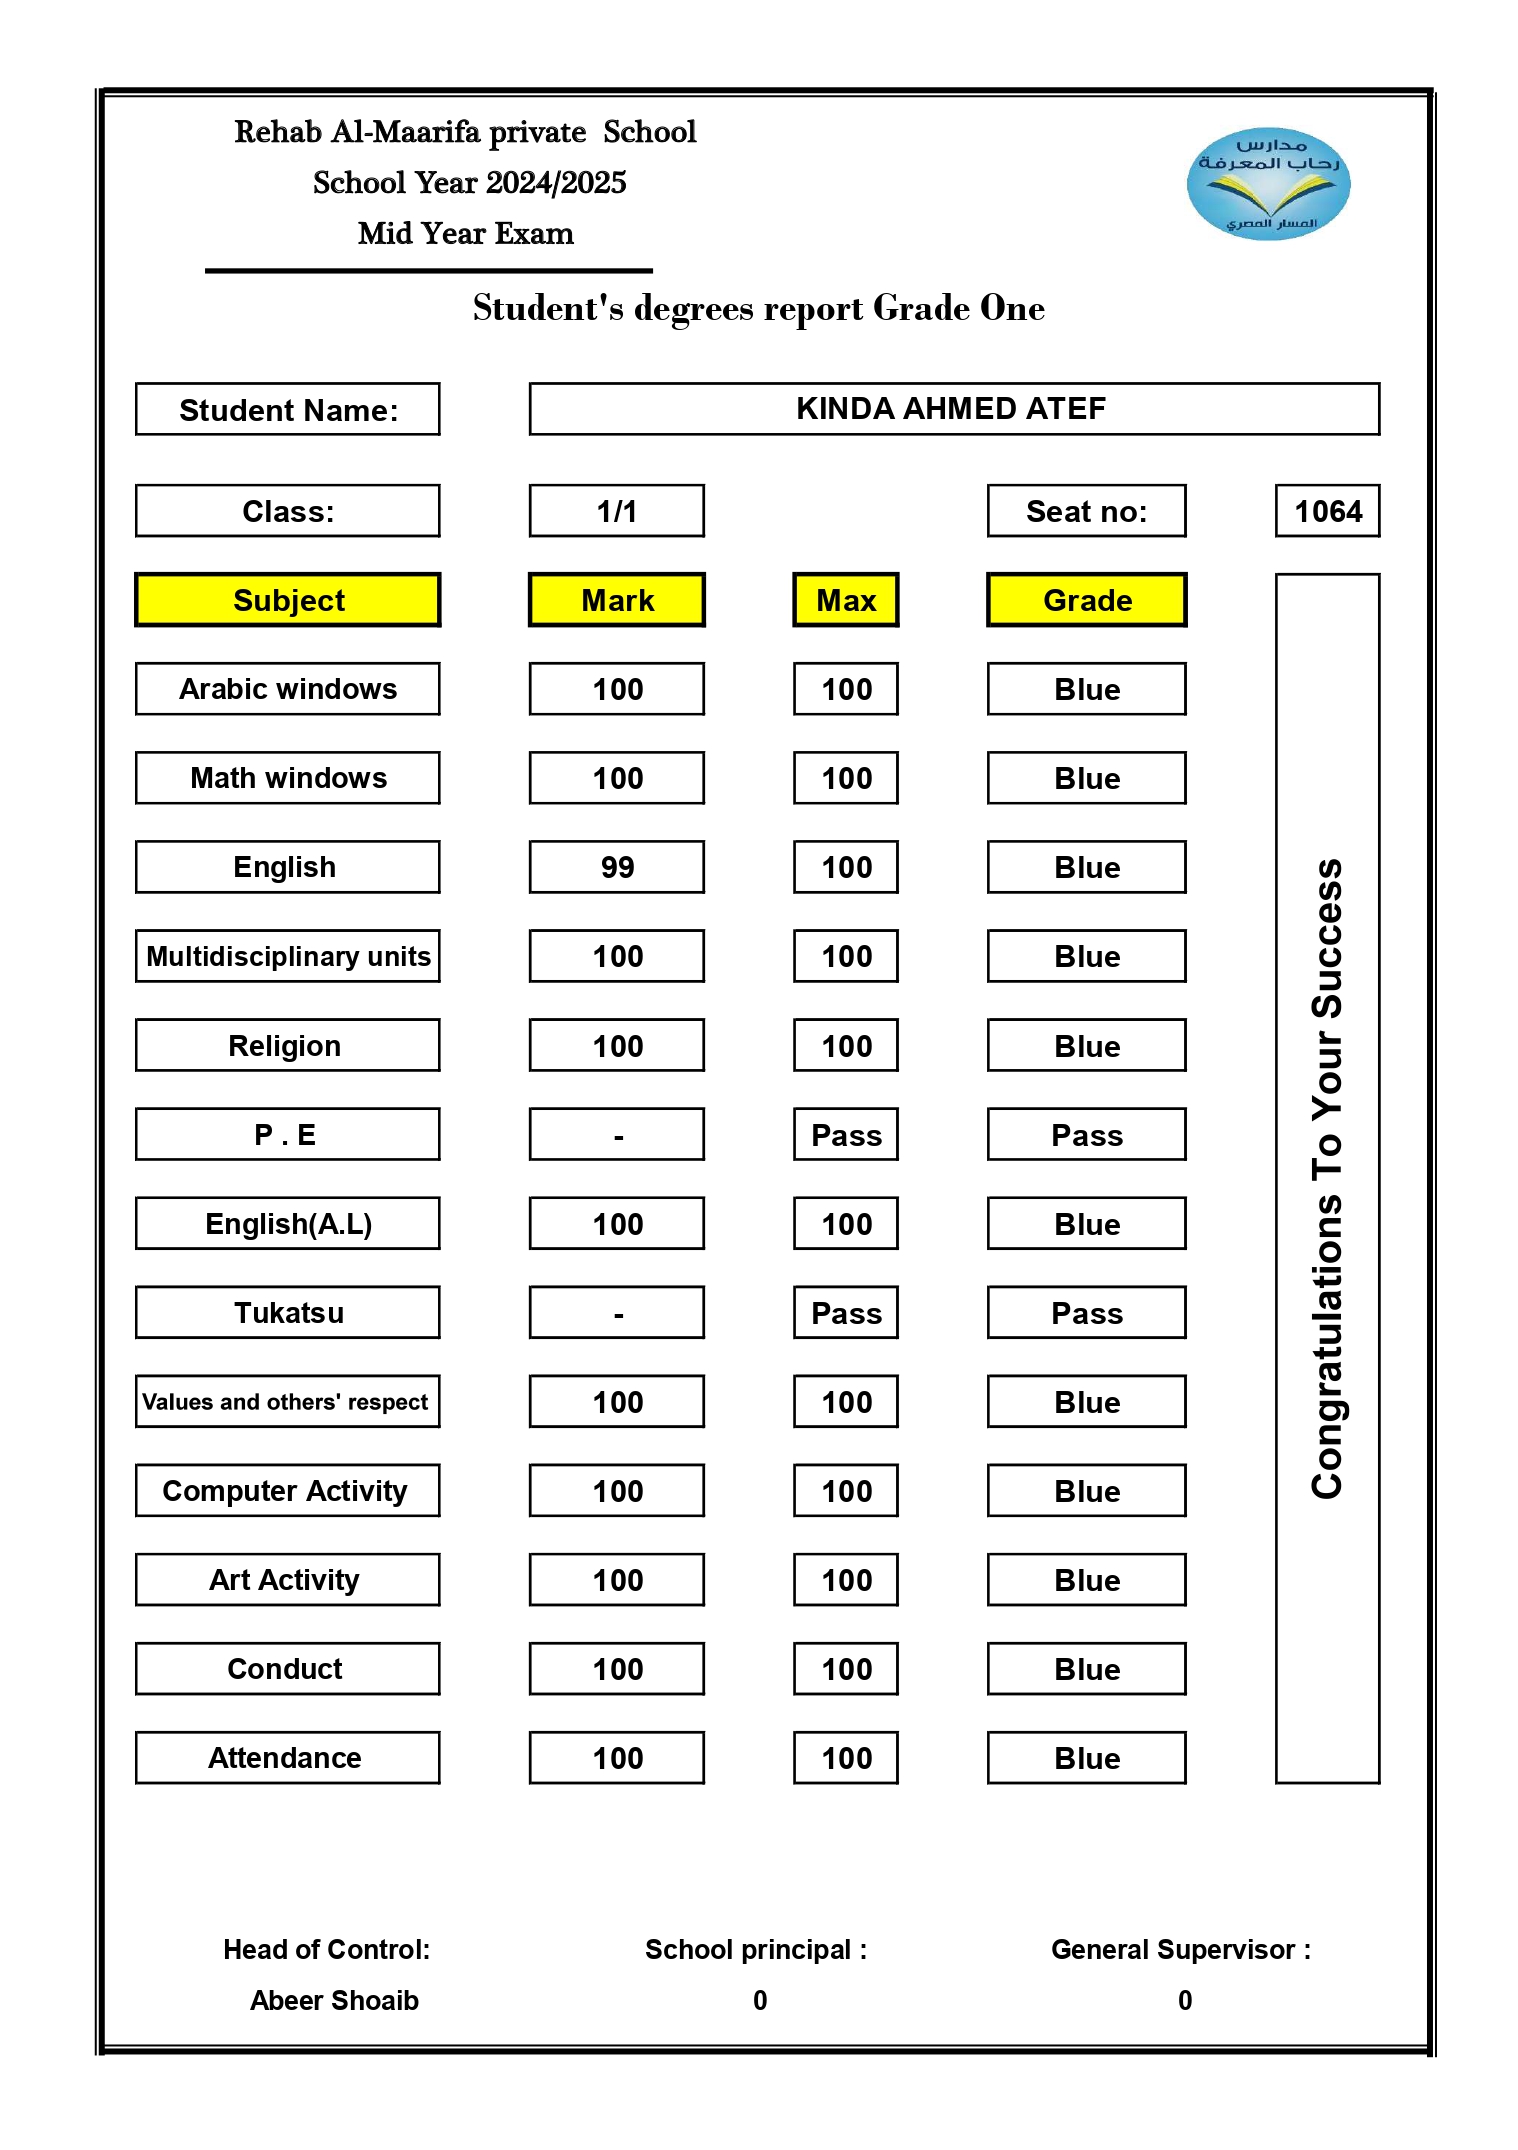 Rehab Al-Maarifa private School
School Year 2024/2025
Mid Year Exam
مدارس
رحاب المعرفة
المسار المصري
Student's degrees report Grade One
Student Name: KINDA AHMED ATEF
Class: 1/1 Seat no: 1064
Subject Mark Max Grade
Arabic windows 100 100 Blue
Math windows 100 100 Blue
English 99 100 Blue
Multidisciplinary units 100 100 Blue
Religion 100 100 Blue
P . E - Pass Pass
English(A.L) 100 100 Blue
Tukatsu - Pass Pass
Values and others' respect 100 100 Blue
Computer Activity 100 100 Blue
Art Activity 100 100 Blue
Conduct 100 100 Blue
Attendance 100 100 Blue
Congratulations To Your Success
Head of Control: School principal : General Supervisor :
Abeer Shoaib 0 0